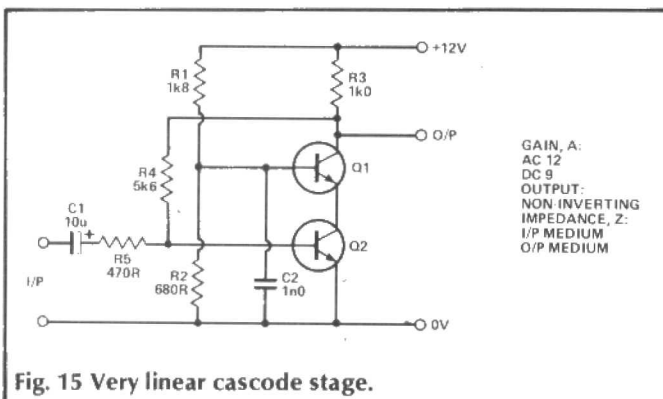 +12V
R1
1k8
R3
1k0
O/P
R4
5k6
Q1
C1
10u
+
R5
470R
Q2
I/P
R2
680R
C2
1n0
0V
GAIN, A:
AC 12
DC 9
OUTPUT:
NON-INVERTING
IMPEDANCE, Z:
I/P MEDIUM
O/P MEDIUM
Fig. 15 Very linear cascode stage.